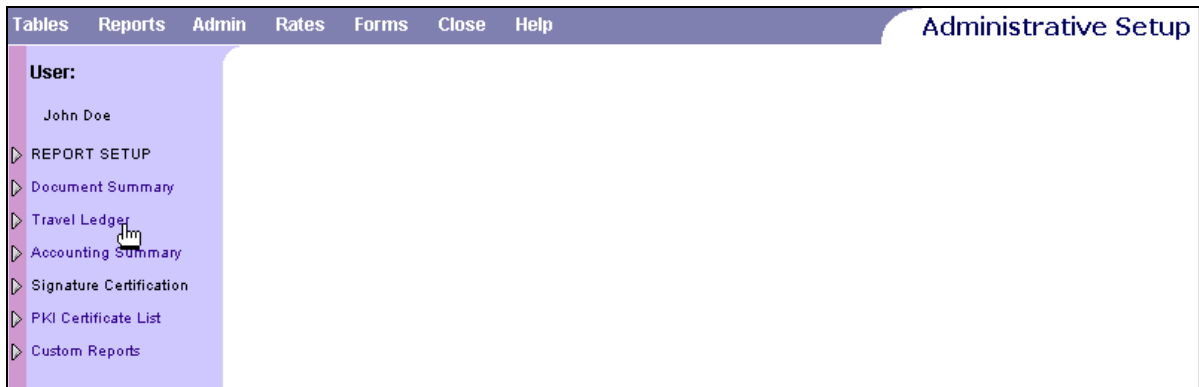 Tables Reports Admin Rates Forms Close Help Administrative Setup
User:
John Doe
REPORT SETUP
Document Summary
Travel Ledger
Accounting Summary
Signature Certification
PKI Certificate List
Custom Reports